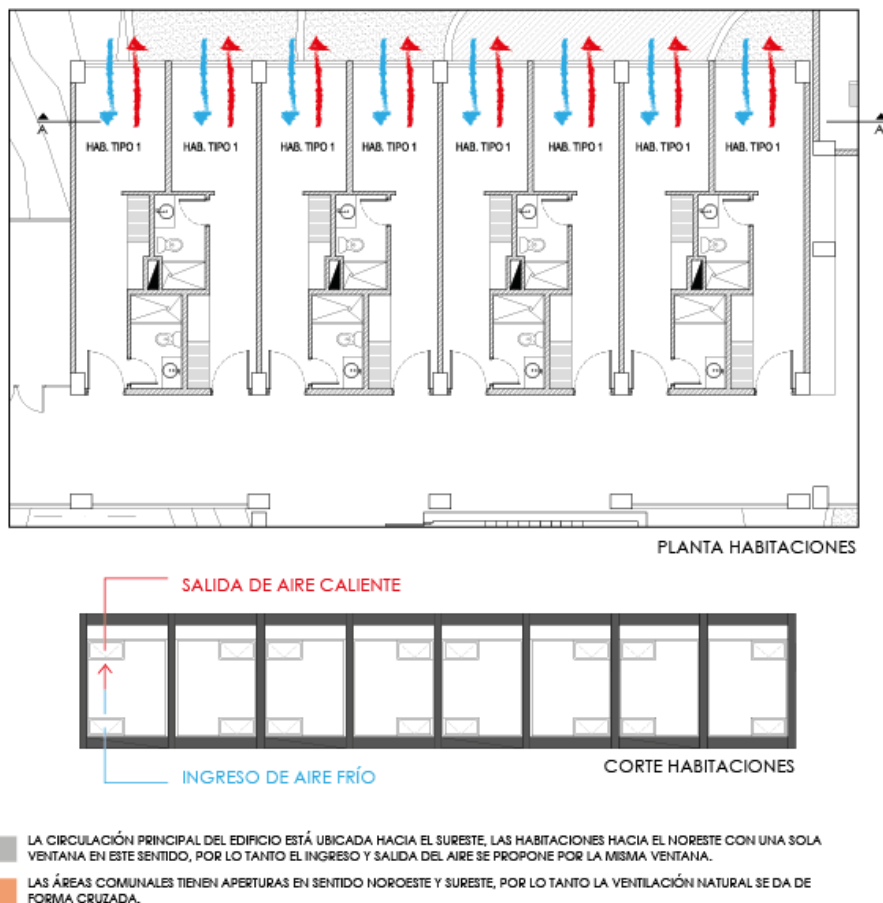 A
A
HAB. TIPO 1 HAB. TIPO 1 HAB. TIPO 1 HAB. TIPO 1 HAB. TIPO 1 HAB. TIPO 1 HAB. TIPO 1 HAB. TIPO 1
PLANTA HABITACIONES
SALIDA DE AIRE CALIENTE
CORTE HABITACIONES
INGRESO DE AIRE FRÍO
LA CIRCULACIÓN PRINCIPAL DEL EDIFICIO ESTÁ UBICADA HACIA EL SURESTE, LAS HABITACIONES HACIA EL NORESTE CON UNA SOLA
VENTANA EN ESTE SENTIDO, POR LO TANTO EL INGRESO Y SALIDA DEL AIRE SE PROPONE POR LA MISMA VENTANA.
LAS ÁREAS COMUNALES TIENEN APERTURAS EN SENTIDO NOROESTE Y SURESTE, POR LO TANTO LA VENTILACIÓN NATURAL SE DA DE
FORMA CRUZADA.